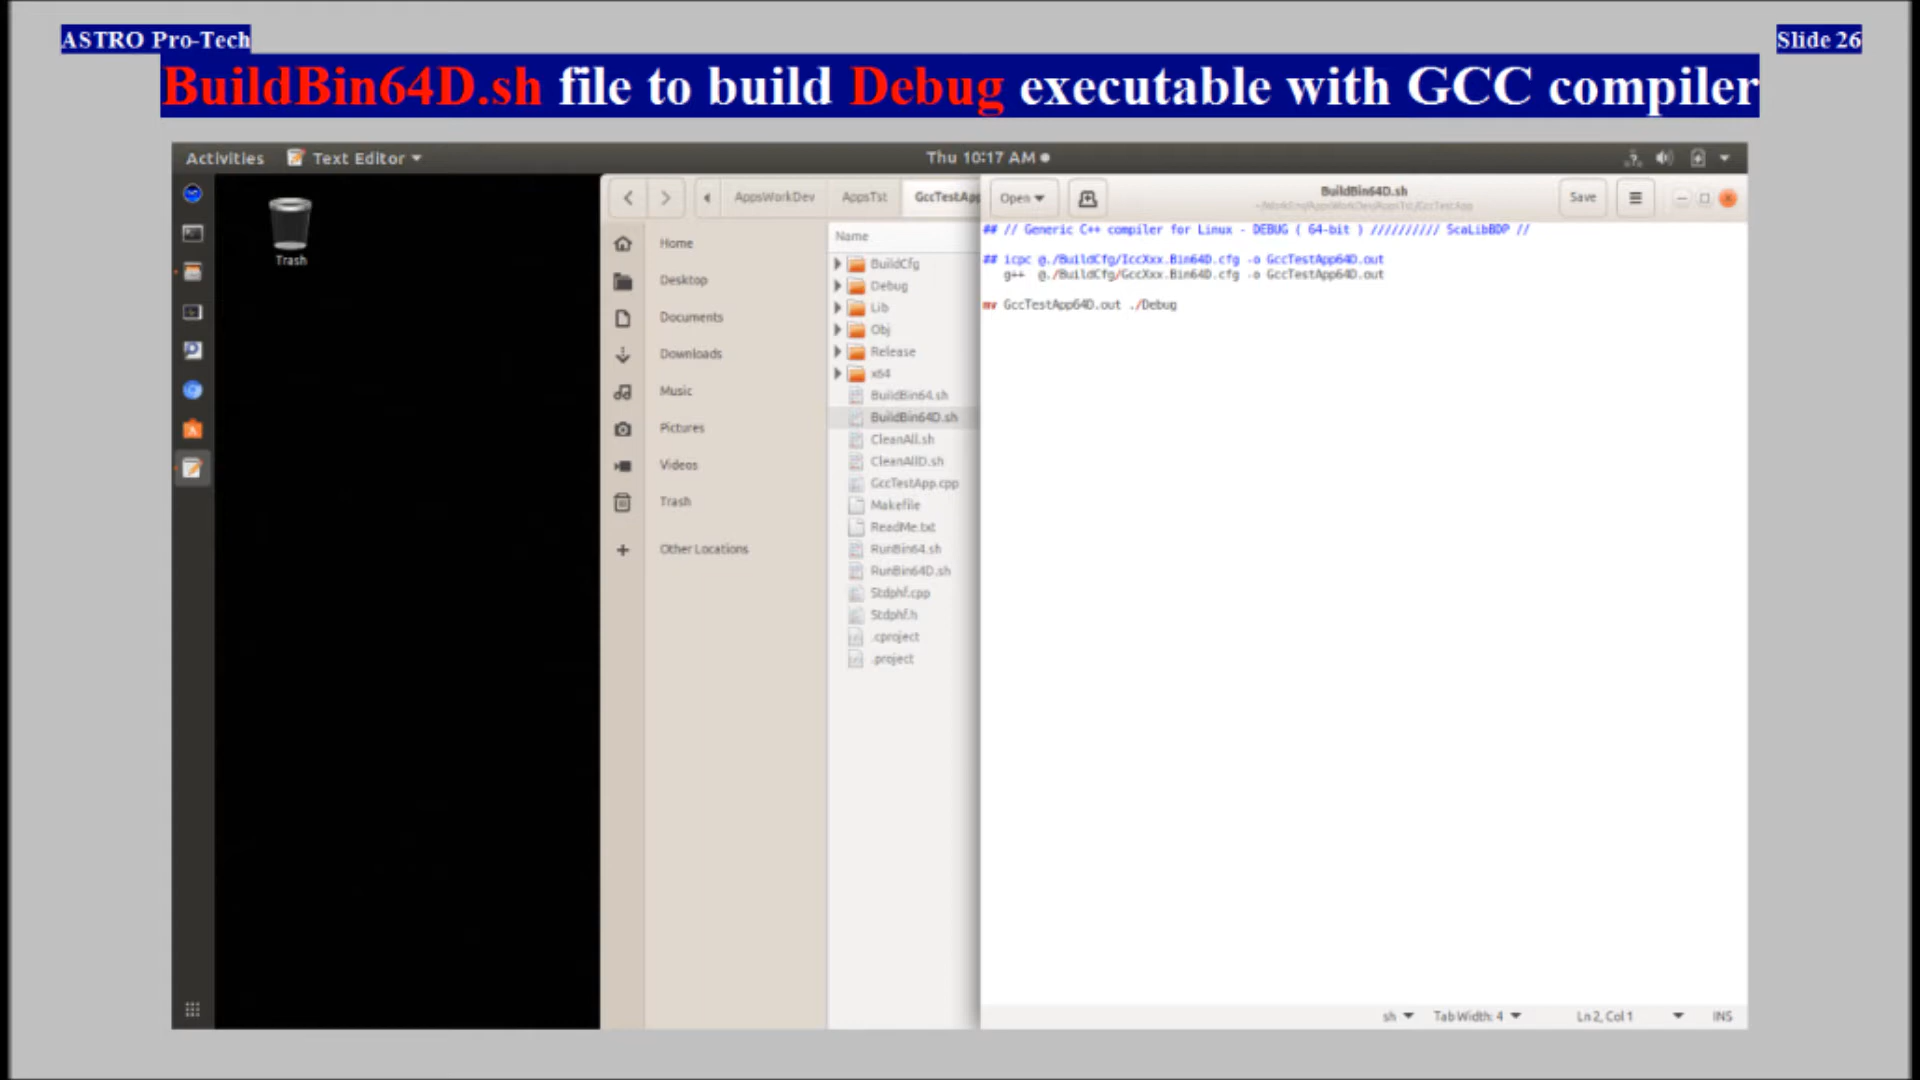 ASTRO Pro-Tech
Slide 26
BuildBin64D.sh file to build Debug executable with GCC compiler
Activities
Text Editor
Thu 10:17 AM
Trash
AppsWorkDev
AppsTst
GccTestApp
Open
BuildBin64D.sh
~/WorkEnv/AppsWorkDev/AppsTst/GccTestApp
Save
Home
Desktop
Documents
Downloads
Music
Pictures
Videos
Trash
Other Locations
Name
BuildCfg
Debug
Lib
Obj
Release
x64
BuildBin64.sh
BuildBin64D.sh
CleanAll.sh
CleanAllD.sh
GccTestApp.cpp
Makefile
ReadMe.txt
RunBin64.sh
RunBin64D.sh
Stdphf.cpp
Stdphf.h
.cproject
.project
## // Generic C++ compiler for Linux - DEBUG ( 64-bit ) ////////// ScaLibBDP //
## icpc @./BuildCfg/IccXxx.Bin64D.cfg -o GccTestApp64D.out
g++ @./BuildCfg/GccXxx.Bin64D.cfg -o GccTestApp64D.out
mv GccTestApp64D.out ./Debug
sh
Tab Width: 4
Ln 2, Col 1
INS